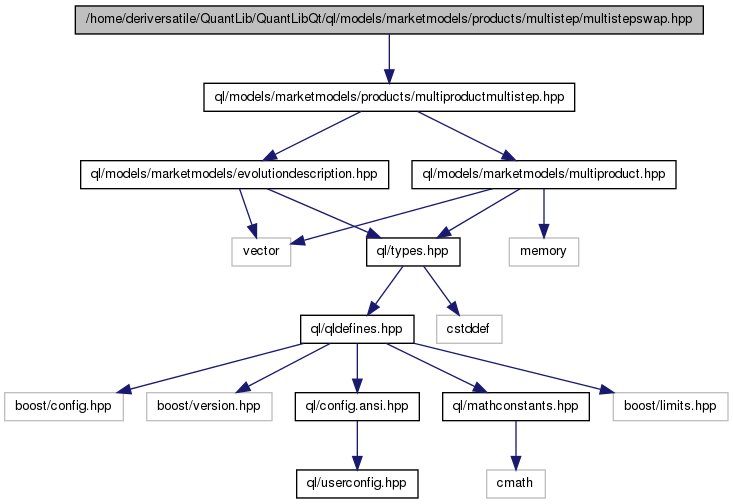 /home/deriversatile/QuantLib/QuantLibQt/ql/models/marketmodels/products/multistep/multistepswap.hpp
ql/models/marketmodels/products/multiproductmultistep.hpp
ql/models/marketmodels/evolutiondescription.hpp
ql/models/marketmodels/multiproduct.hpp
vector
ql/types.hpp
memory
ql/qldefines.hpp
cstddef
boost/config.hpp
boost/version.hpp
ql/config.ansi.hpp
ql/mathconstants.hpp
boost/limits.hpp
ql/userconfig.hpp
cmath